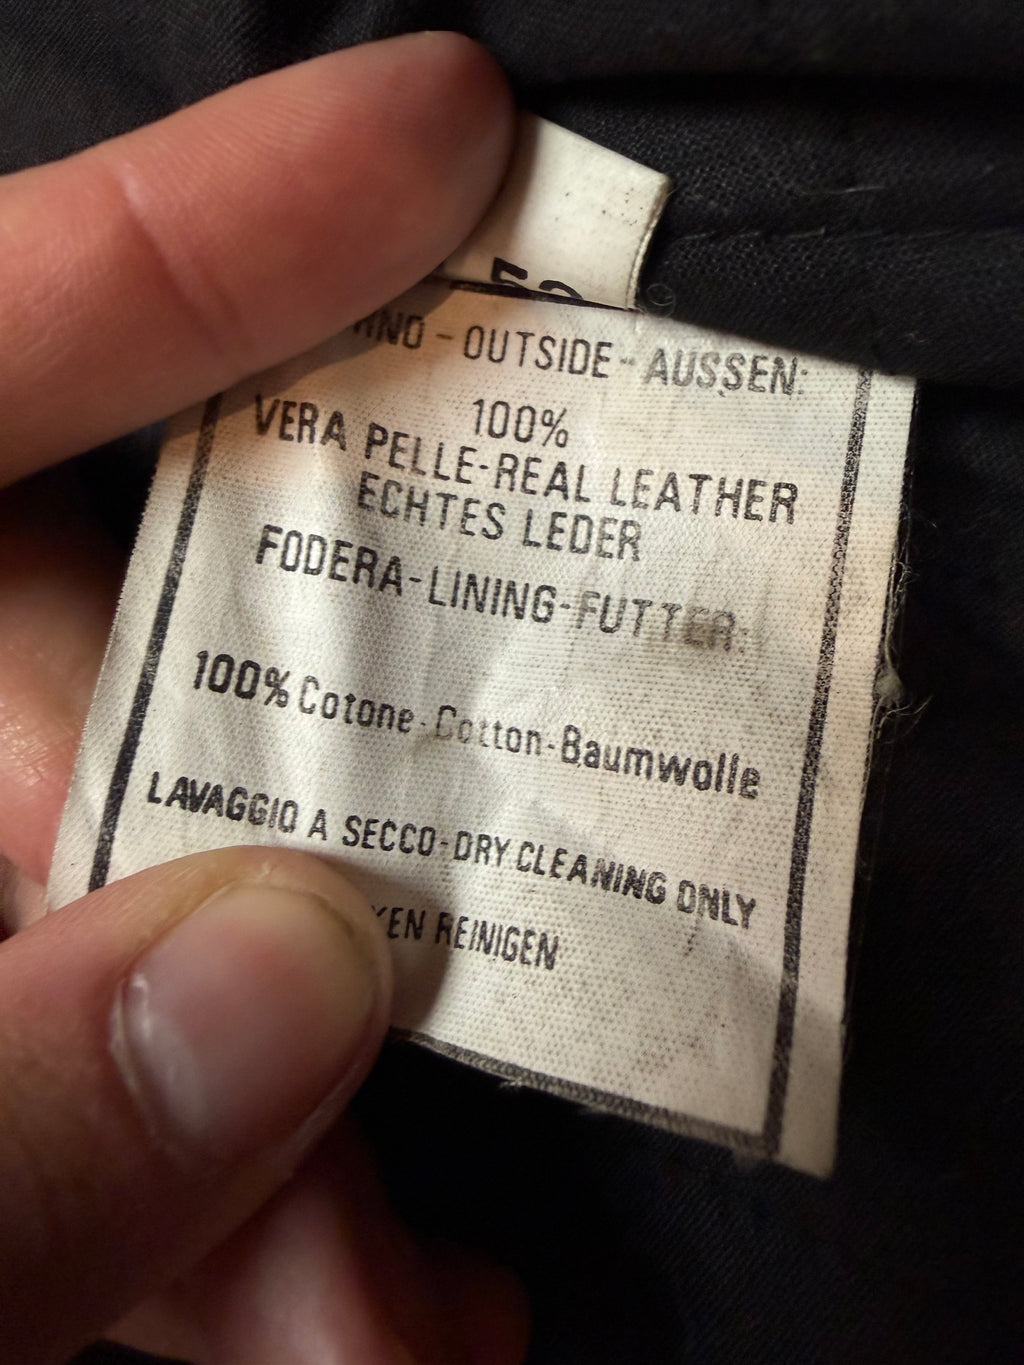 - OUTSIDE - AUSSEN:
100%
VERA PELLE-REAL LEATHER
ECHTES LEDER
FODERA-LINING-FUTTER:
100% Cotone-Cotton-Baumwolle
LAVAGGIO A SECCO-DRY CLEANING ONLY
REINIGEN